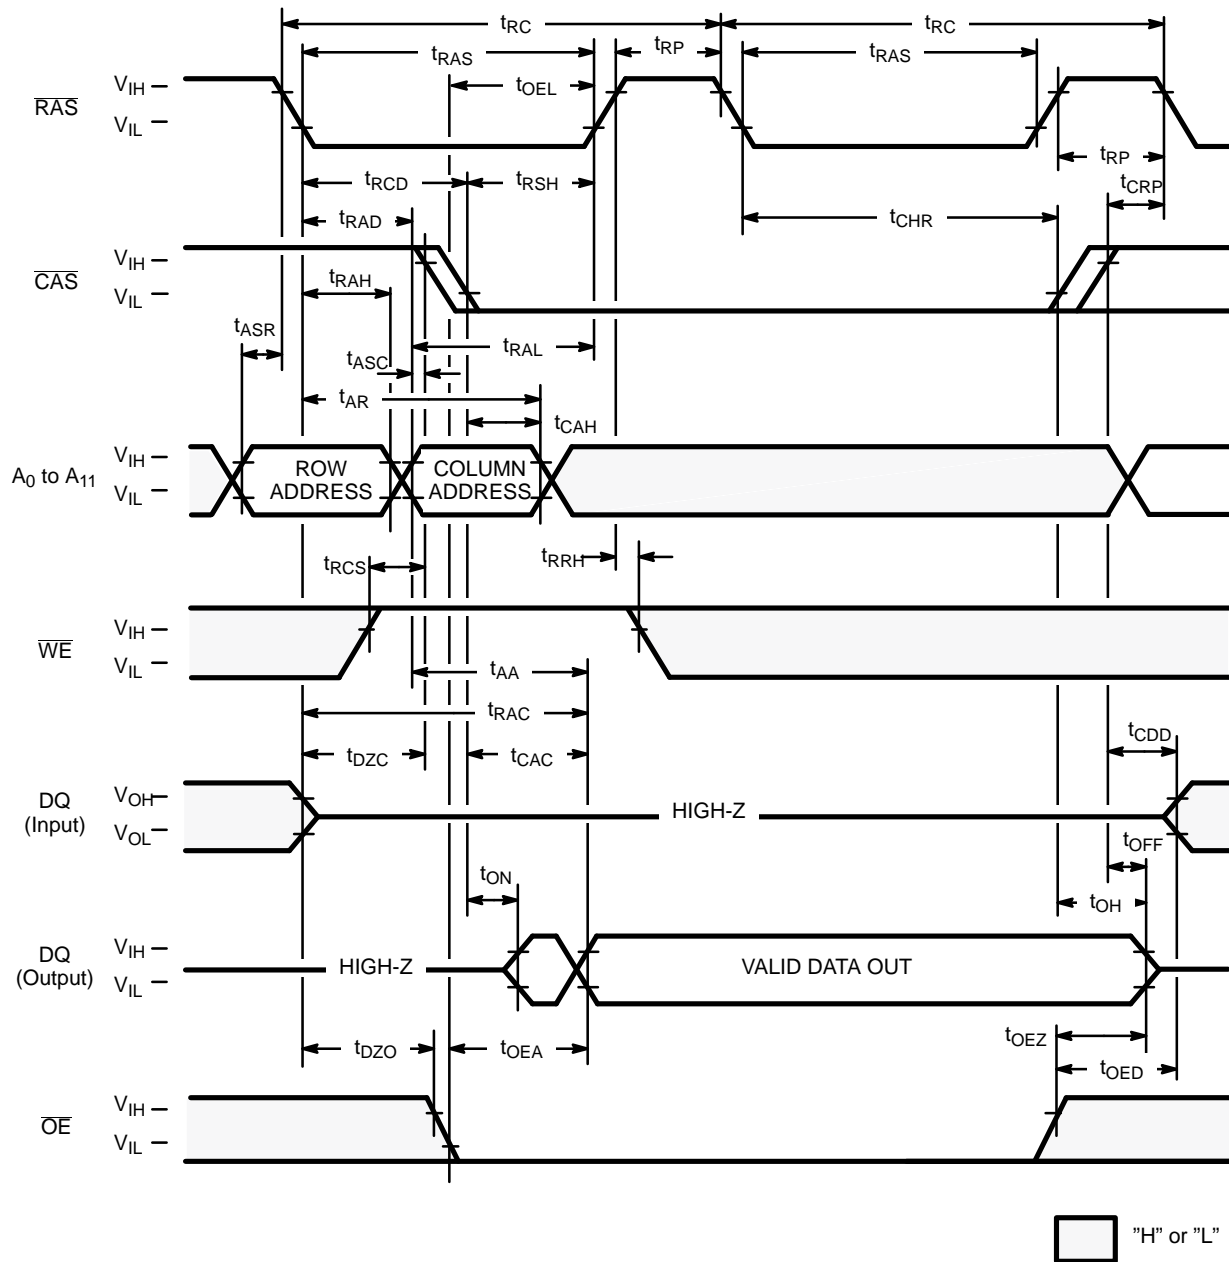 tRC tRC
tRAS tRP tRAS
tOEL
RAS VIH
VIL
tRP
tRCD tRSH
tCRP
tRAD tCHR
CAS VIH
VIL
tRAH
tASR
tRAL
tASC
tAR
tCAH
A0 to A11 VIH
VIL
ROW ADDRESS
COLUMN ADDRESS
tRCS tRRH
WE VIH
VIL
tAA
tRAC
tDZC tCAC tCDD
DQ (Input) VOH
VOL
HIGH-Z
tOFF
tON
tOH
DQ (Output) VIH
VIL
HIGH-Z VALID DATA OUT
tOEZ
tDZO tOEA
tOED
OE VIH
VIL
"H" or "L"